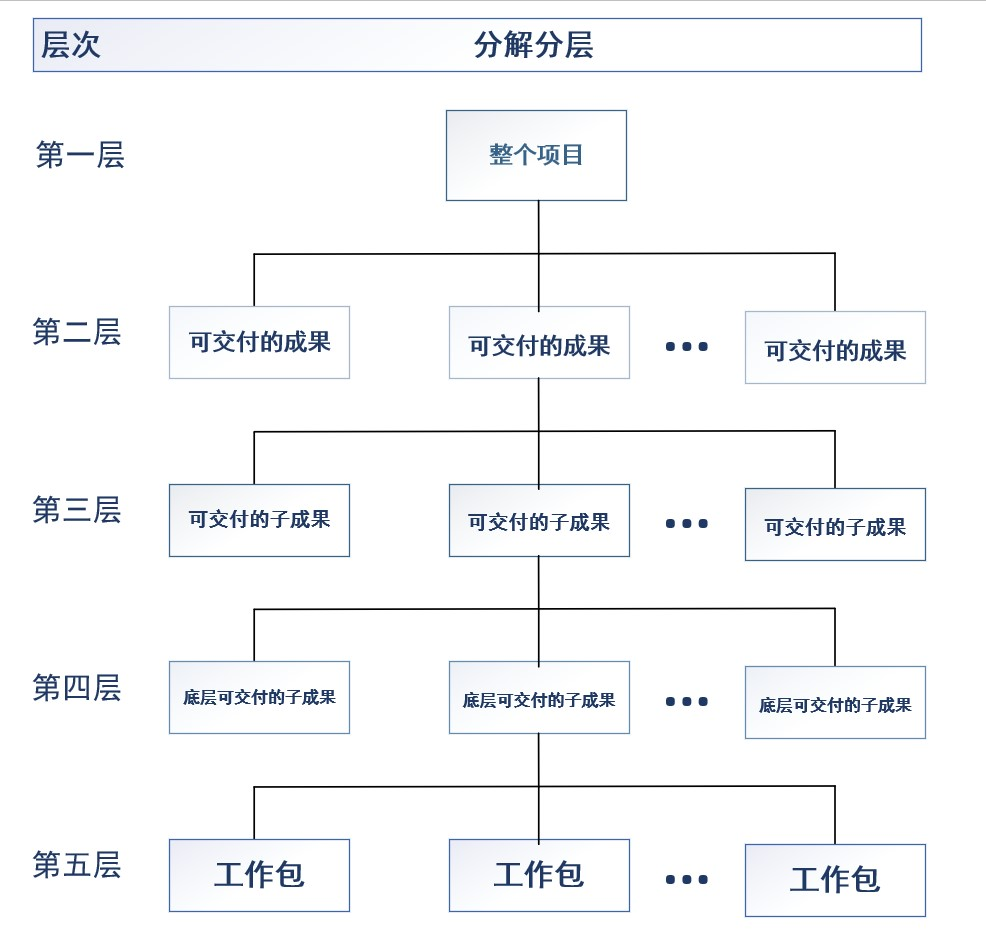 层次
分解分层
第一层
整个项目
第二层
可交付的成果
可交付的成果
可交付的成果
第三层
可交付的子成果
可交付的子成果
可交付的子成果
第四层
底层可交付的子成果
底层可交付的子成果
底层可交付的子成果
第五层
工作包
工作包
工作包